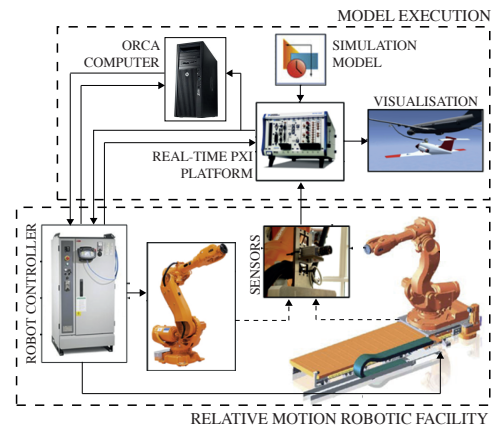 MODEL EXECUTION
ORCA
COMPUTER
SIMULATION
MODEL
VISUALISATION
REAL-TIME PXI
PLATFORM
ROBOT CONTROLLER
SENSORS
RELATIVE MOTION ROBOTIC FACILITY